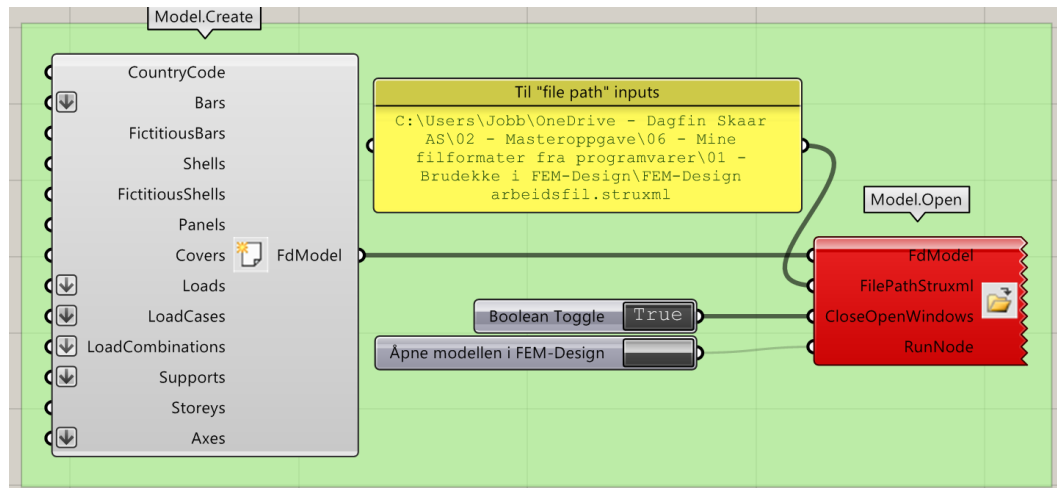 Model.Create
CountryCode
Bars
FictitiousBars
Shells
FictitiousShells
Panels
Covers
FdModel
Loads
LoadCases
LoadCombinations
Supports
Storeys
Axes
Til "file path" inputs
C:\Users\Jobb\OneDrive - Dagfin Skaar
AS\02 - Masteroppgave\06 - Mine
filformater fra programvarer\01 -
Brudekke i FEM-Design\FEM-Design
arbeidsfil.struxml
Boolean Toggle True
Åpne modellen i FEM-Design
Model.Open
FdModel
FilePathStruxml
CloseOpenWindows
RunNode